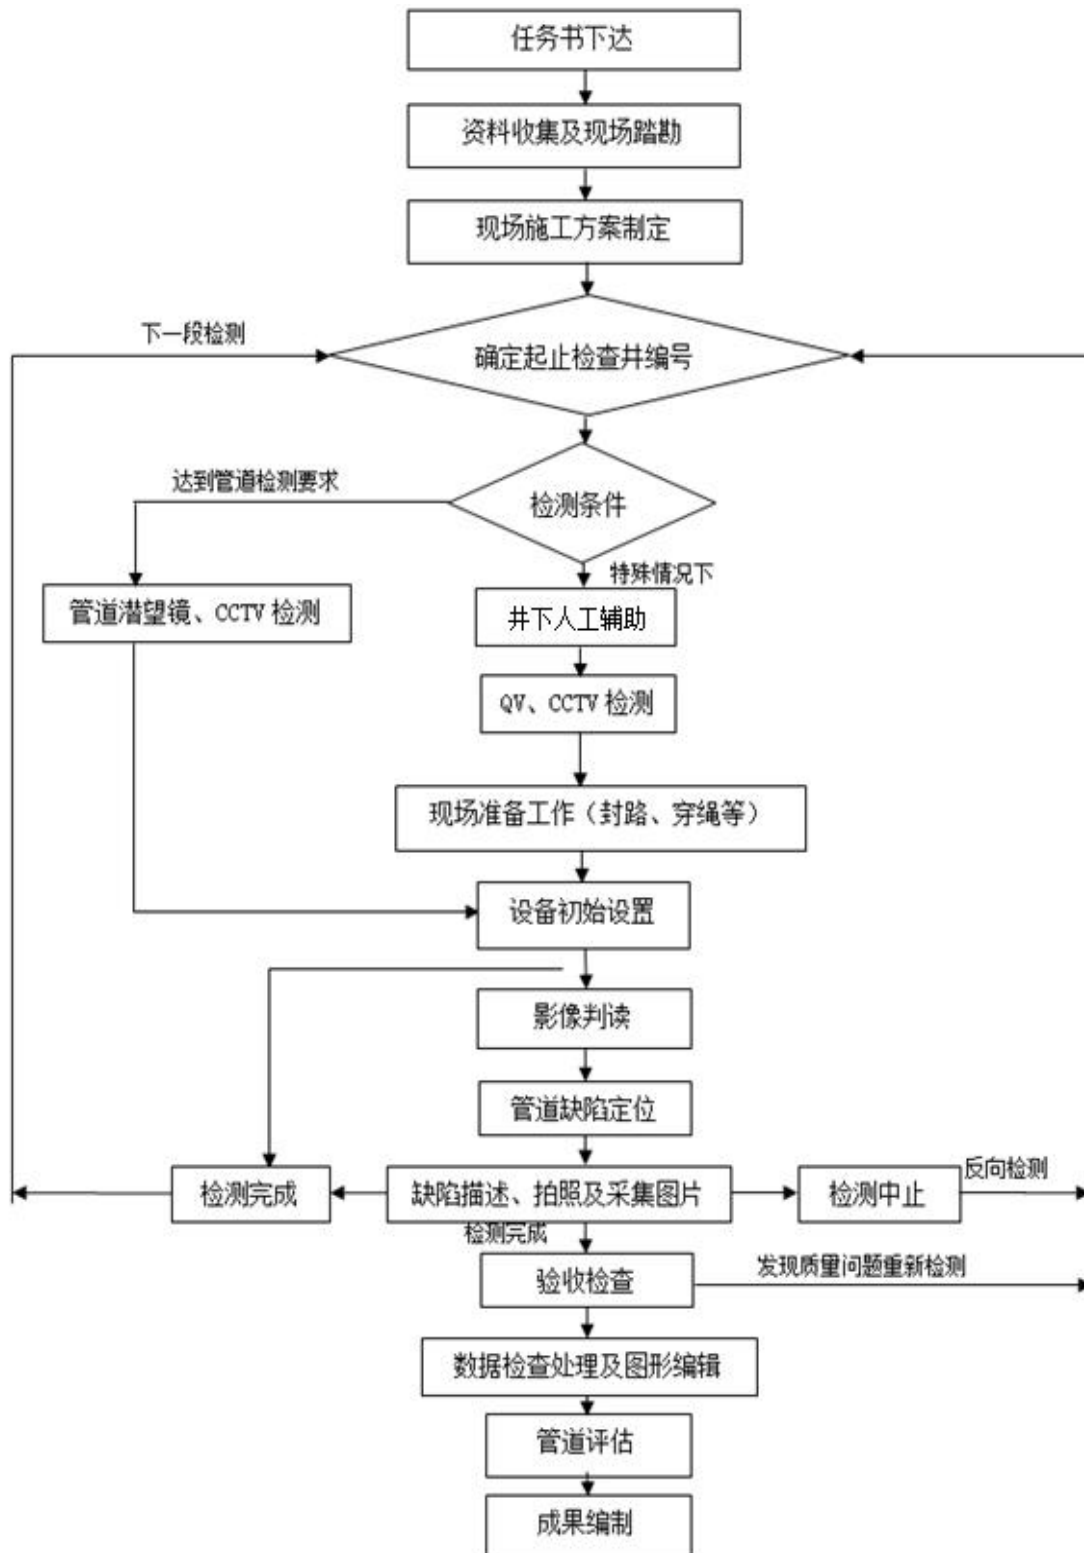 任务书下达
资料收集及现场踏勘
现场施工方案制定
下一段检测
确定起止检查井编号
达到管道检测要求
检测条件
特殊情况下
管道潜望镜、CCTV 检测
井下人工辅助
QV、CCTV 检测
现场准备工作（封路、穿绳等）
设备初始设置
影像判读
管道缺陷定位
反向检测
检测完成
缺陷描述、拍照及采集图片
检测中止
检测完成
验收检查
发现质量问题重新检测
数据检查处理及图形编辑
管道评估
成果编制